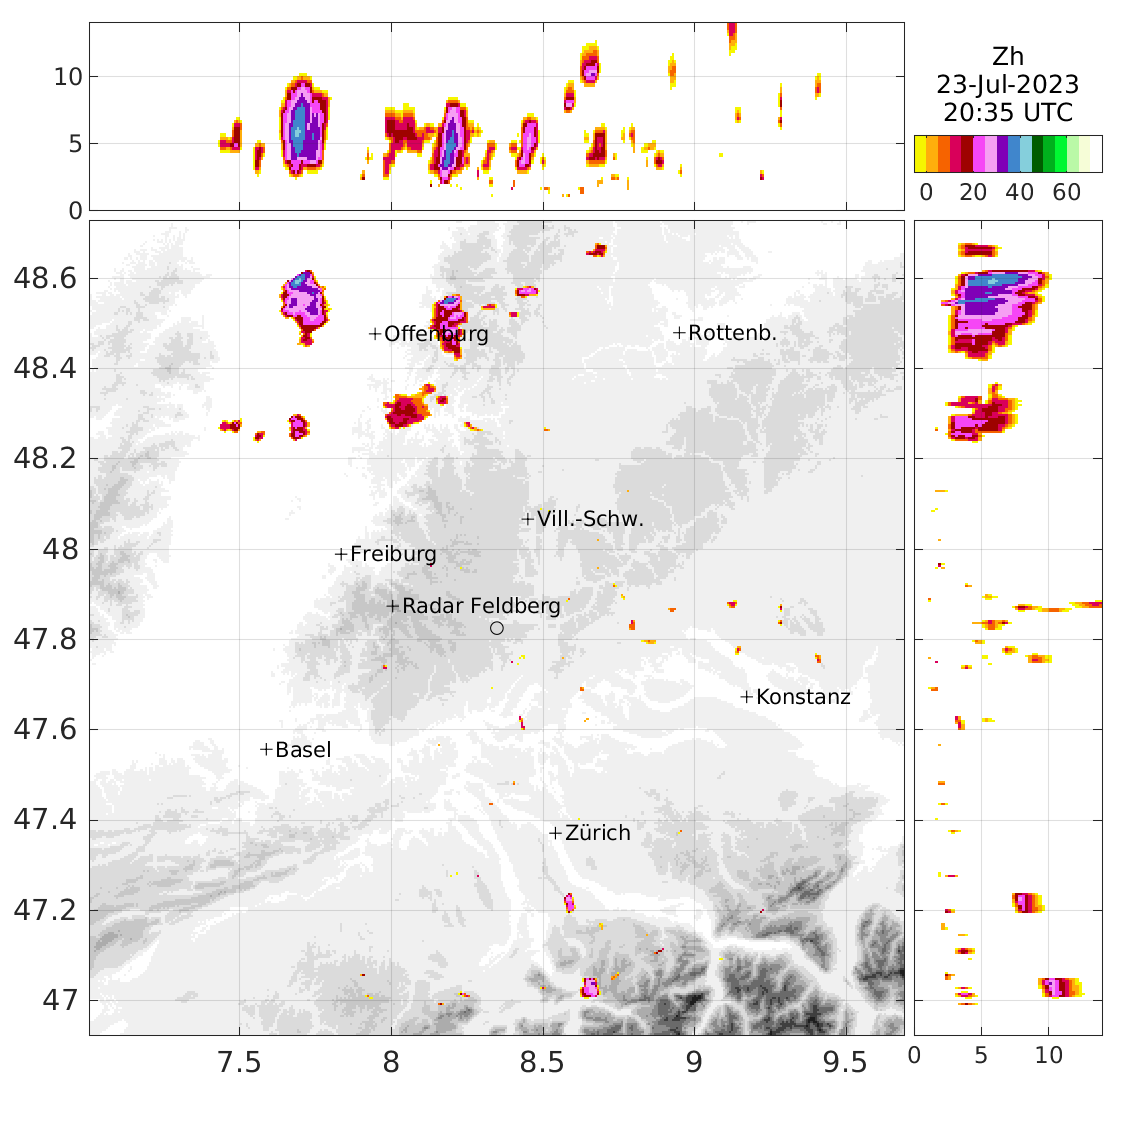 10
5
0
Zh
23-Jul-2023
20:35 UTC
0 20 40 60
48.6
48.4
48.2
48
47.8
47.6
47.4
47.2
47
Offenburg
Rottenb.
Vill.-Schw.
Freiburg
Radar Feldberg
Konstanz
Basel
Zürich
7.5 8 8.5 9 9.5
0 5 10